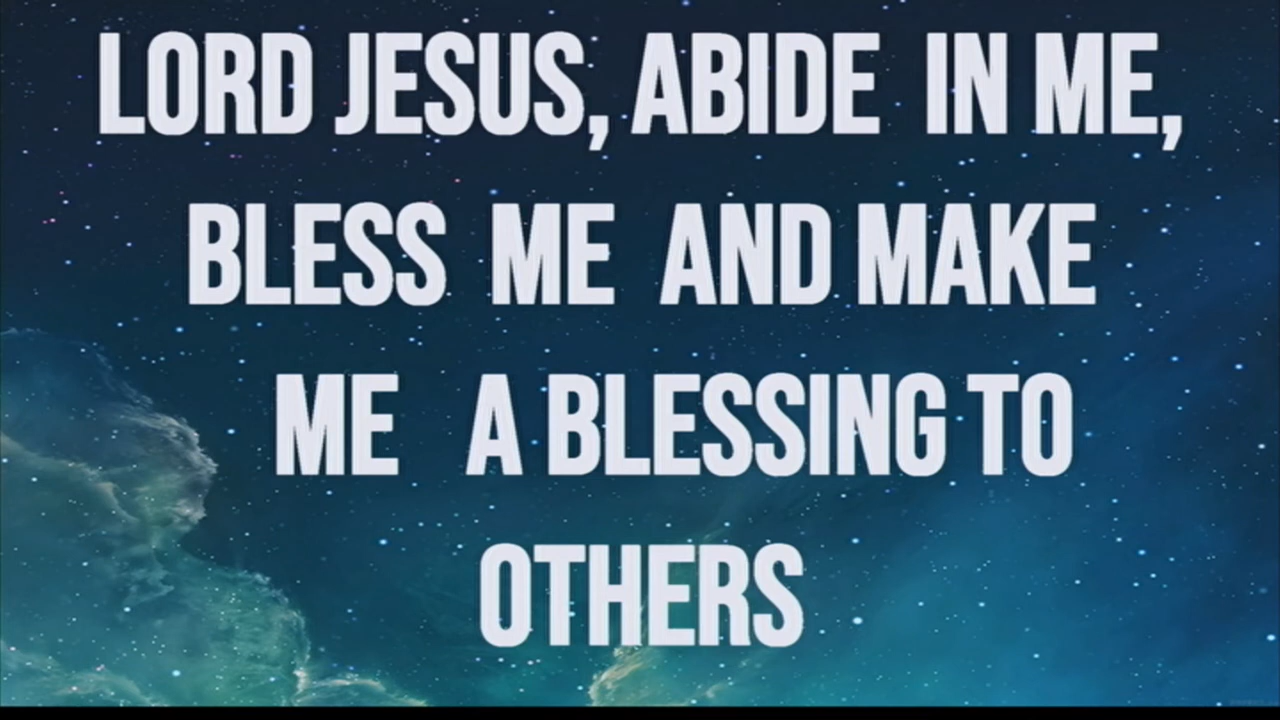 LORD JESUS, ABIDE IN ME,
BLESS ME AND MAKE
ME A BLESSING TO
OTHERS